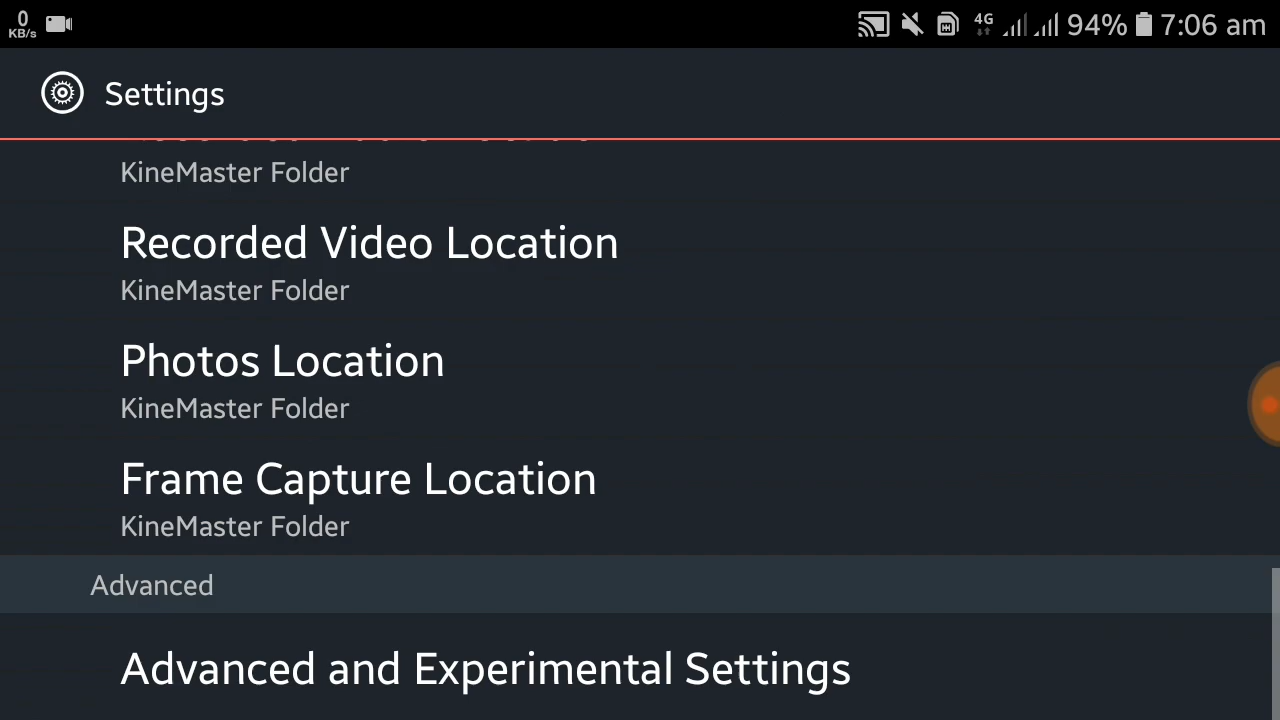 0
KB/s
4G
94%
7:06 am
Settings
KineMaster Folder
Recorded Video Location
KineMaster Folder
Photos Location
KineMaster Folder
Frame Capture Location
KineMaster Folder
Advanced
Advanced and Experimental Settings